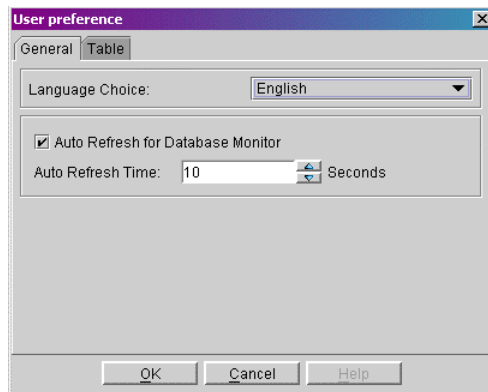 User preference
General Table
Language Choice: English
Auto Refresh for Database Monitor
Auto Refresh Time: 10 Seconds
OK Cancel Help